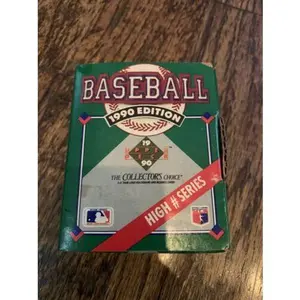 BASEBALL
1990 EDITION
19
90
THE COLLECTOR'S CHOICE
HIGH # SERIES